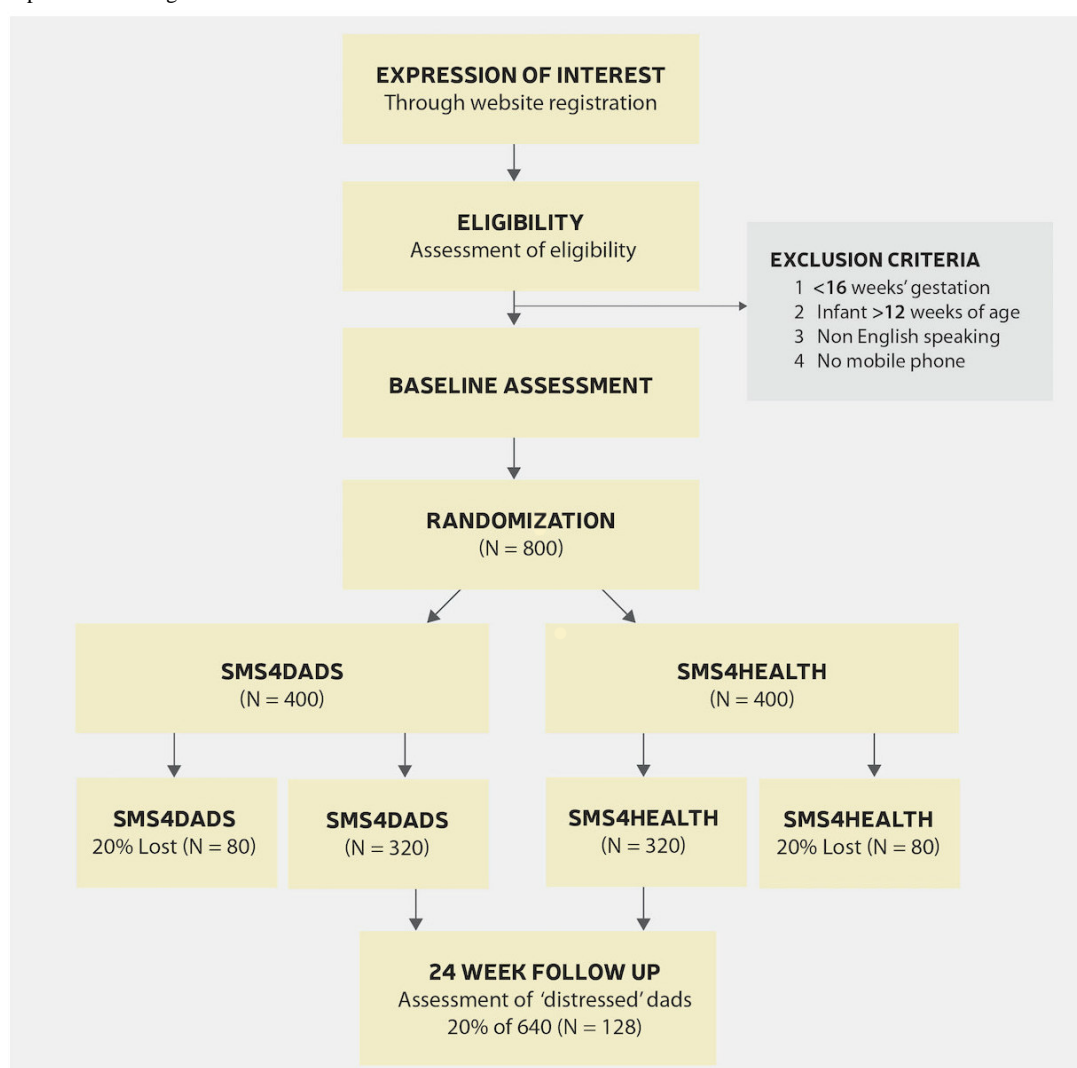 EXPRESSION OF INTEREST
Through website registration
ELIGIBILITY
Assessment of eligibility
EXCLUSION CRITERIA
1 <16 weeks' gestation
2 Infant >12 weeks of age
3 Non English speaking
4 No mobile phone
BASELINE ASSESSMENT
RANDOMIZATION
(N = 800)
SMS4DADS
(N = 400)
SMS4HEALTH
(N = 400)
SMS4DADS
20% Lost (N = 80)
SMS4DADS
(N = 320)
SMS4HEALTH
(N = 320)
SMS4HEALTH
20% Lost (N = 80)
24 WEEK FOLLOW UP
Assessment of 'distressed' dads
20% of 640 (N = 128)